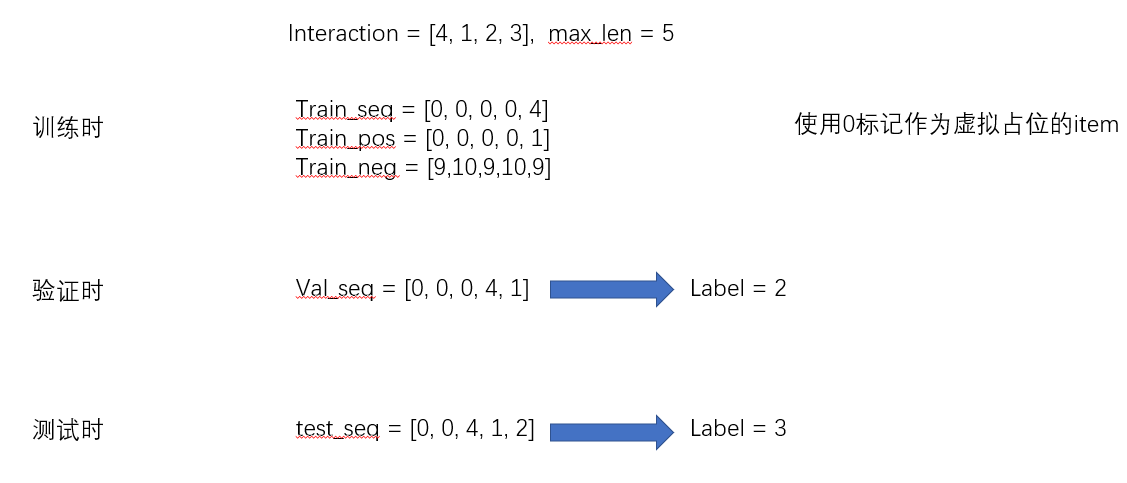 Interaction = [4, 1, 2, 3],  max_len = 5
训练时
Train_seq = [0, 0, 0, 0, 4]
Train_pos = [0, 0, 0, 0, 1]
Train_neg = [9,10,9,10,9]
使用0标记作为虚拟占位的item
验证时
Val_seq = [0, 0, 0, 4, 1]
Label = 2
测试时
test_seq = [0, 0, 4, 1, 2]
Label = 3